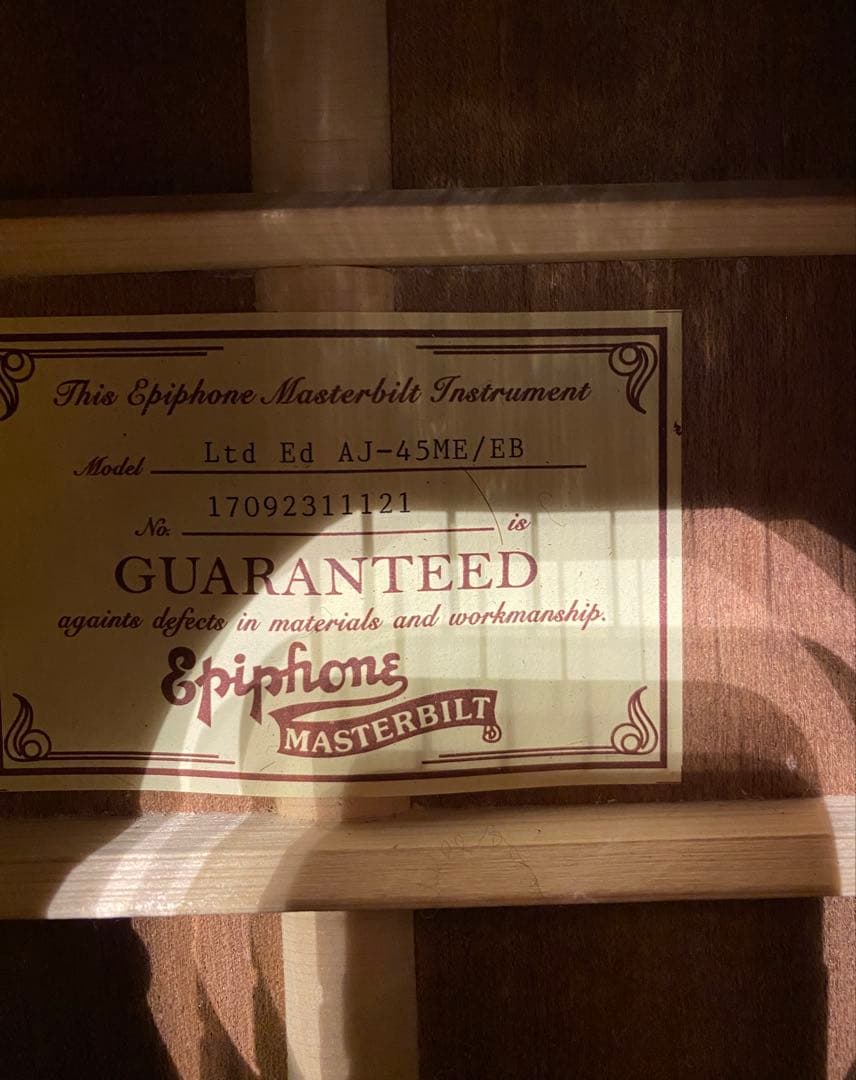 This Epiphone Masterbilt Instrument
Model Ltd Ed AJ-45ME/EB
No. 17092311121 is
GUARANTEED
againts defects in materials and workmanship.
Epiphone
MASTERBILT